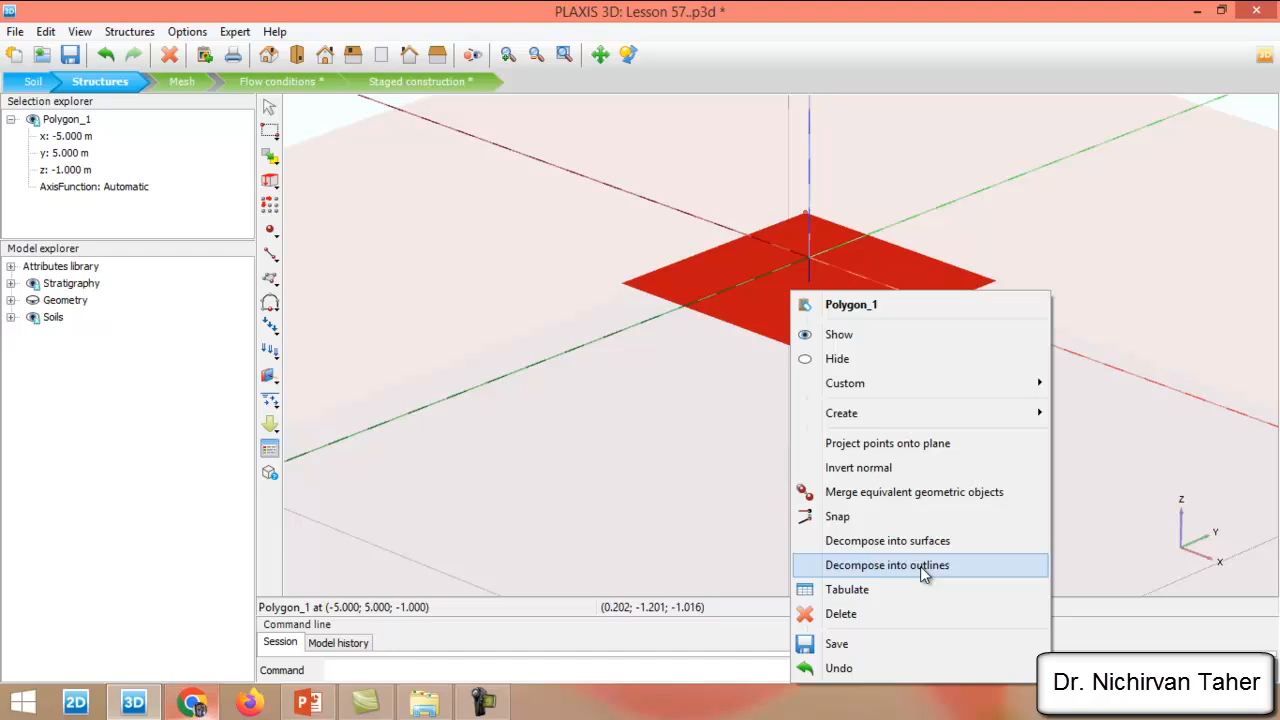 PLAXIS 3D: Lesson 57..p3d *
File Edit View Structures Options Expert Help
Soil Structures Mesh Flow conditions * Staged construction *
Selection explorer
Polygon_1
x: -5.000 m
y: 5.000 m
z: -1.000 m
AxisFunction: Automatic
Model explorer
Attributes library
Stratigraphy
Geometry
Soils
Polygon_1
Show
Hide
Custom
Create
Project points onto plane
Invert normal
Merge equivalent geometric objects
Snap
Decompose into surfaces
Decompose into outlines
Tabulate
Delete
Save
Undo
Z
Y
X
Polygon_1 at (-5.000; 5.000; -1.000) (0.202; -1.201; -1.016)
Command line
Session Model history
Command
2D 3D
Dr. Nichirvan Taher